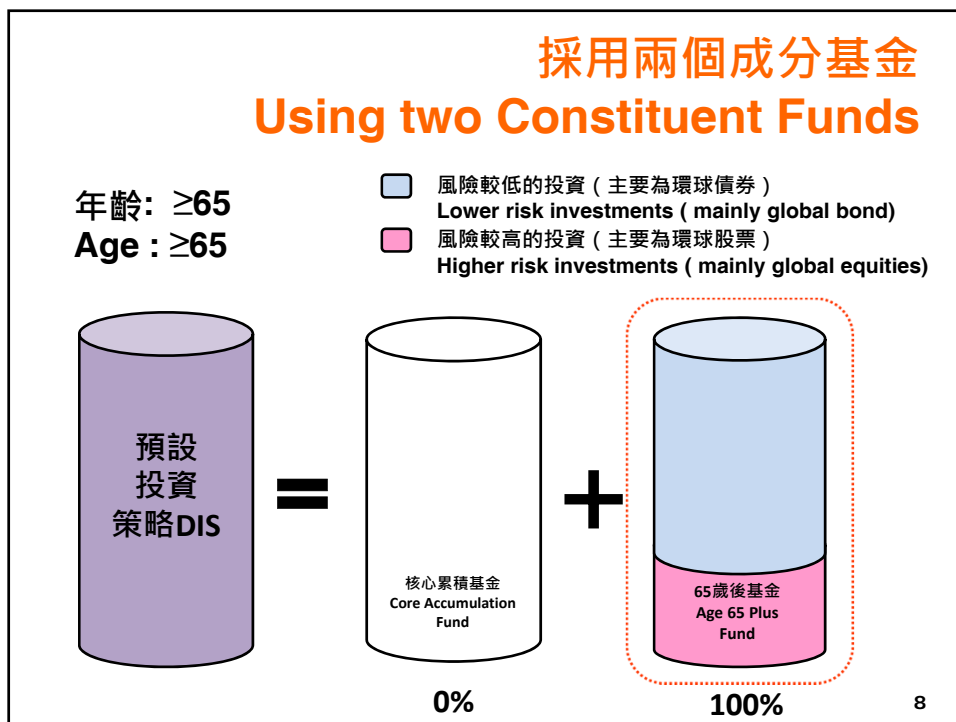 採用兩個成分基金
Using two Constituent Funds
年齡: ≥65
Age : ≥65
風險較低的投資（主要為環球債券）
Lower risk investments ( mainly global bond)
風險較高的投資（主要為環球股票）
Higher risk investments ( mainly global equities)
預設
投資
策略DIS
=
核心累積基金
Core Accumulation
Fund
+
65歲後基金
Age 65 Plus
Fund
0%
100%
8